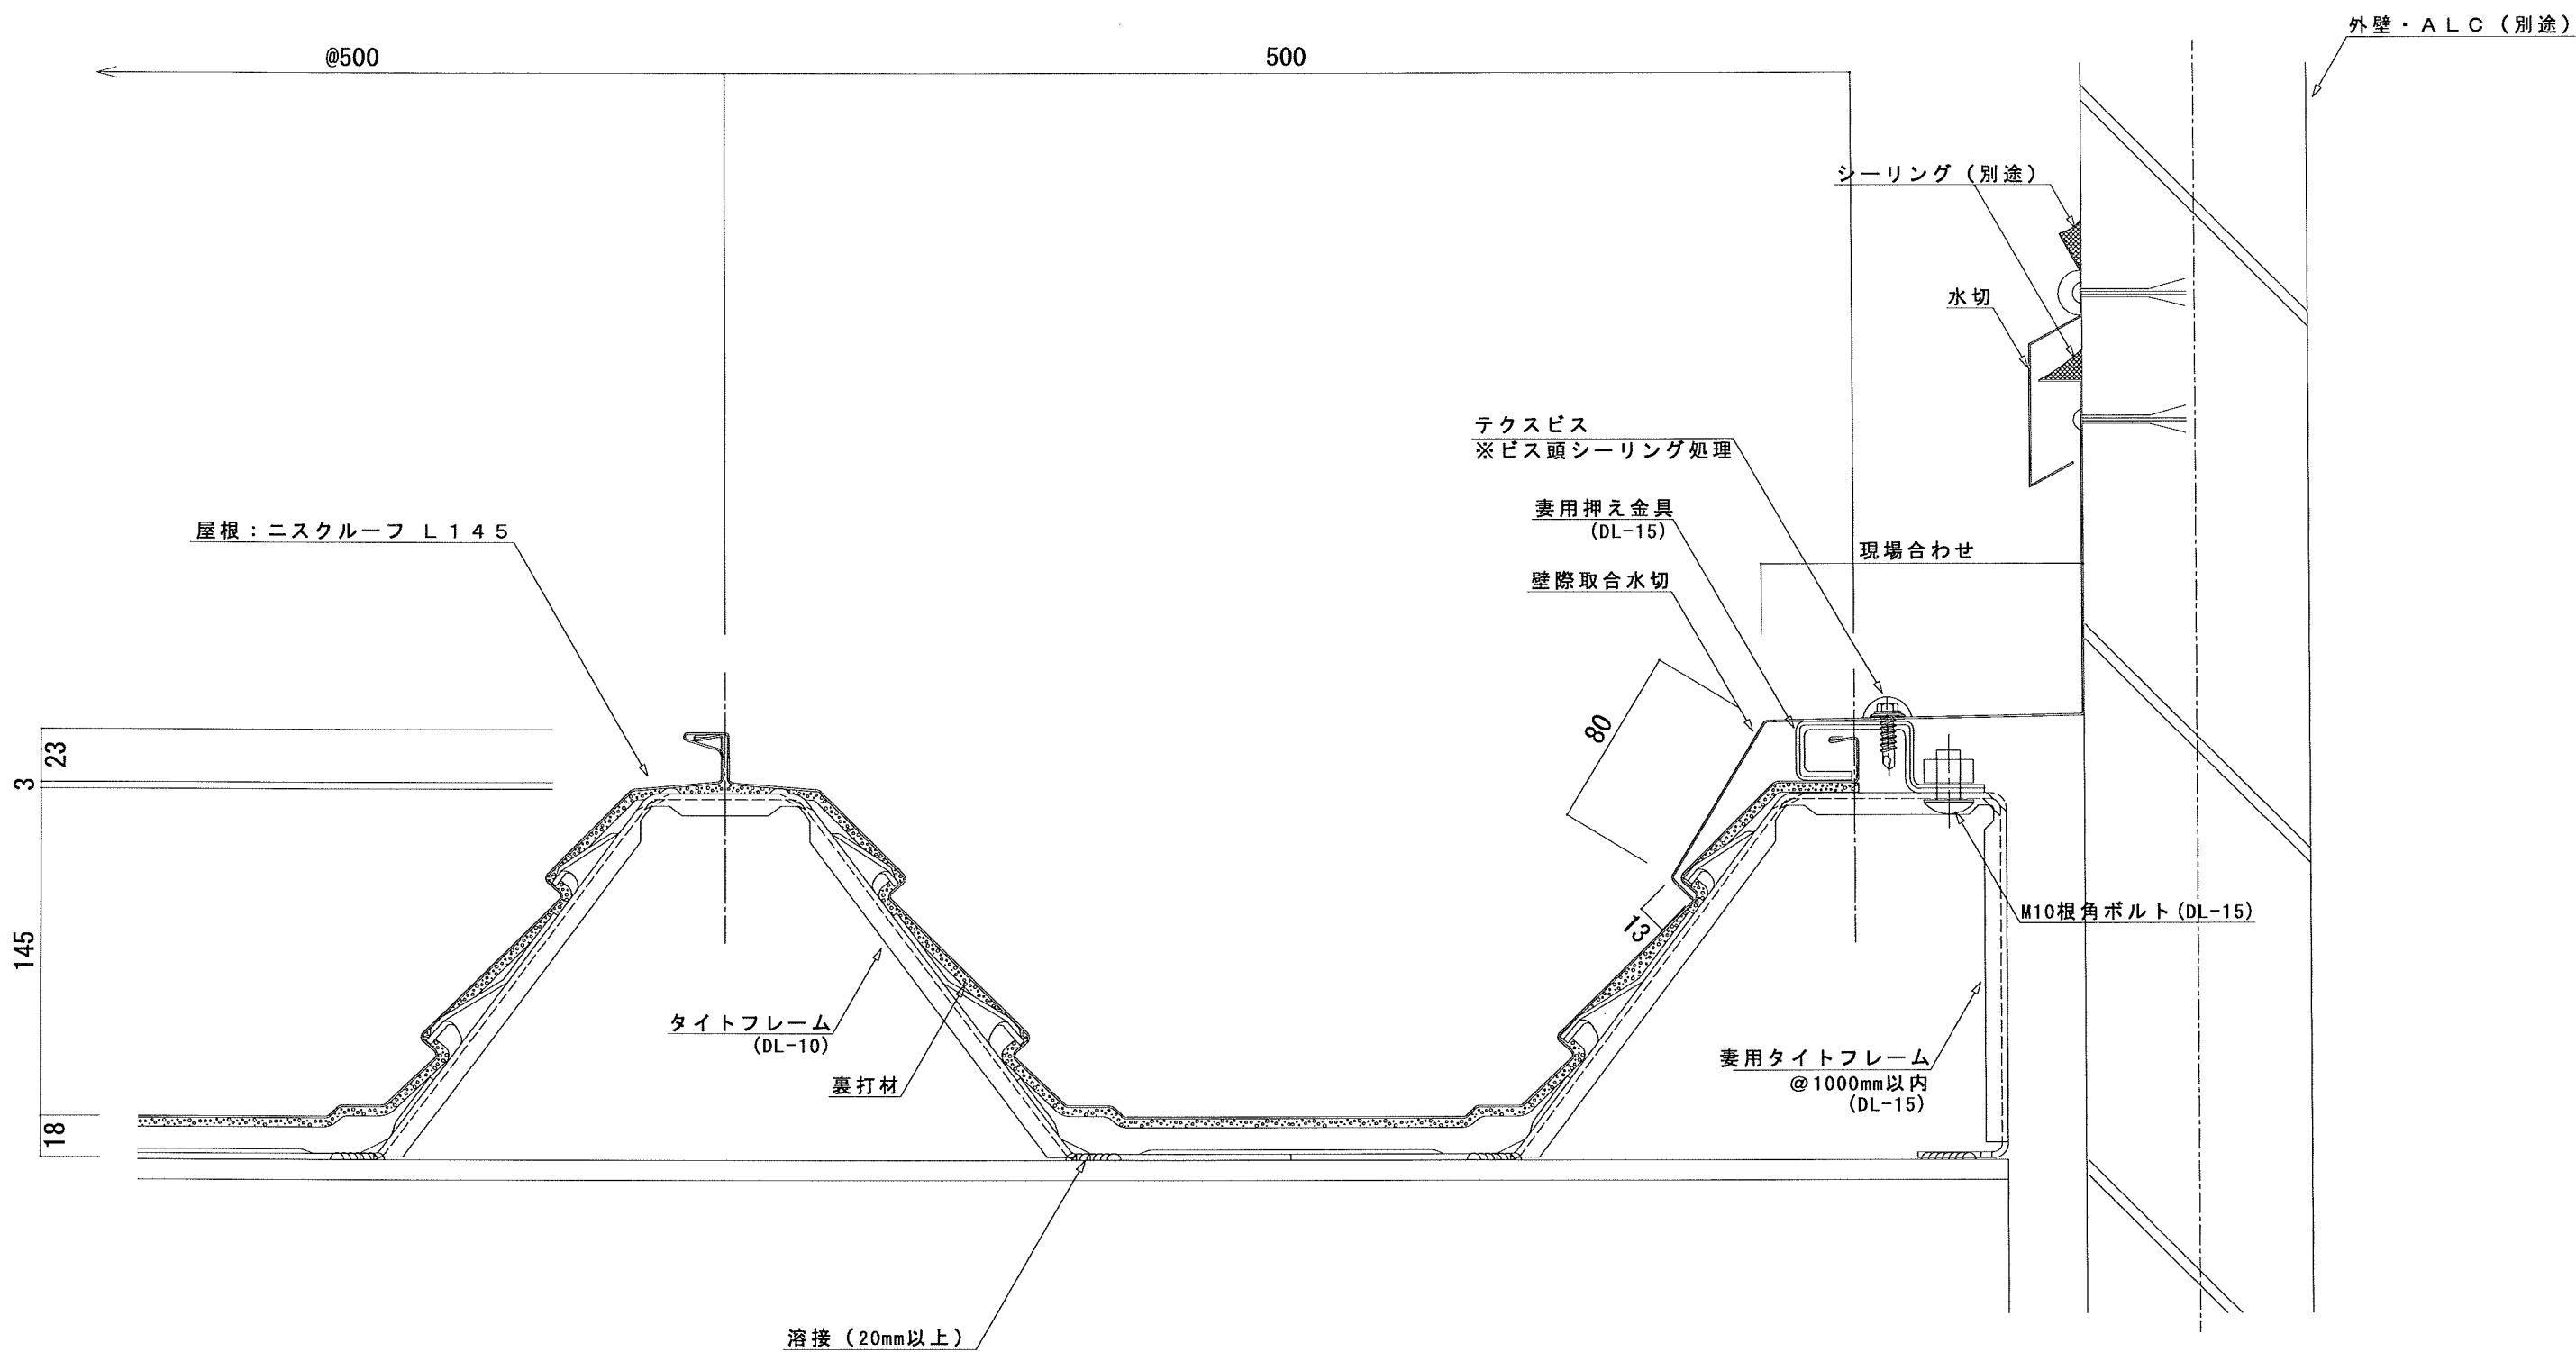 外壁・ALC（別途）
@500
500
シーリング（別途）
水切
テクスビス
※ビス頭シーリング処理
妻用押え金具
(DL-15)
現場合わせ
屋根：ニスクルーフ L145
壁際取合水切
80
23
3
145
18
13
M10根角ボルト(DL-15)
タイトフレーム
(DL-10)
裏打材
妻用タイトフレーム
@1000mm以内
(DL-15)
溶接（20mm以上）